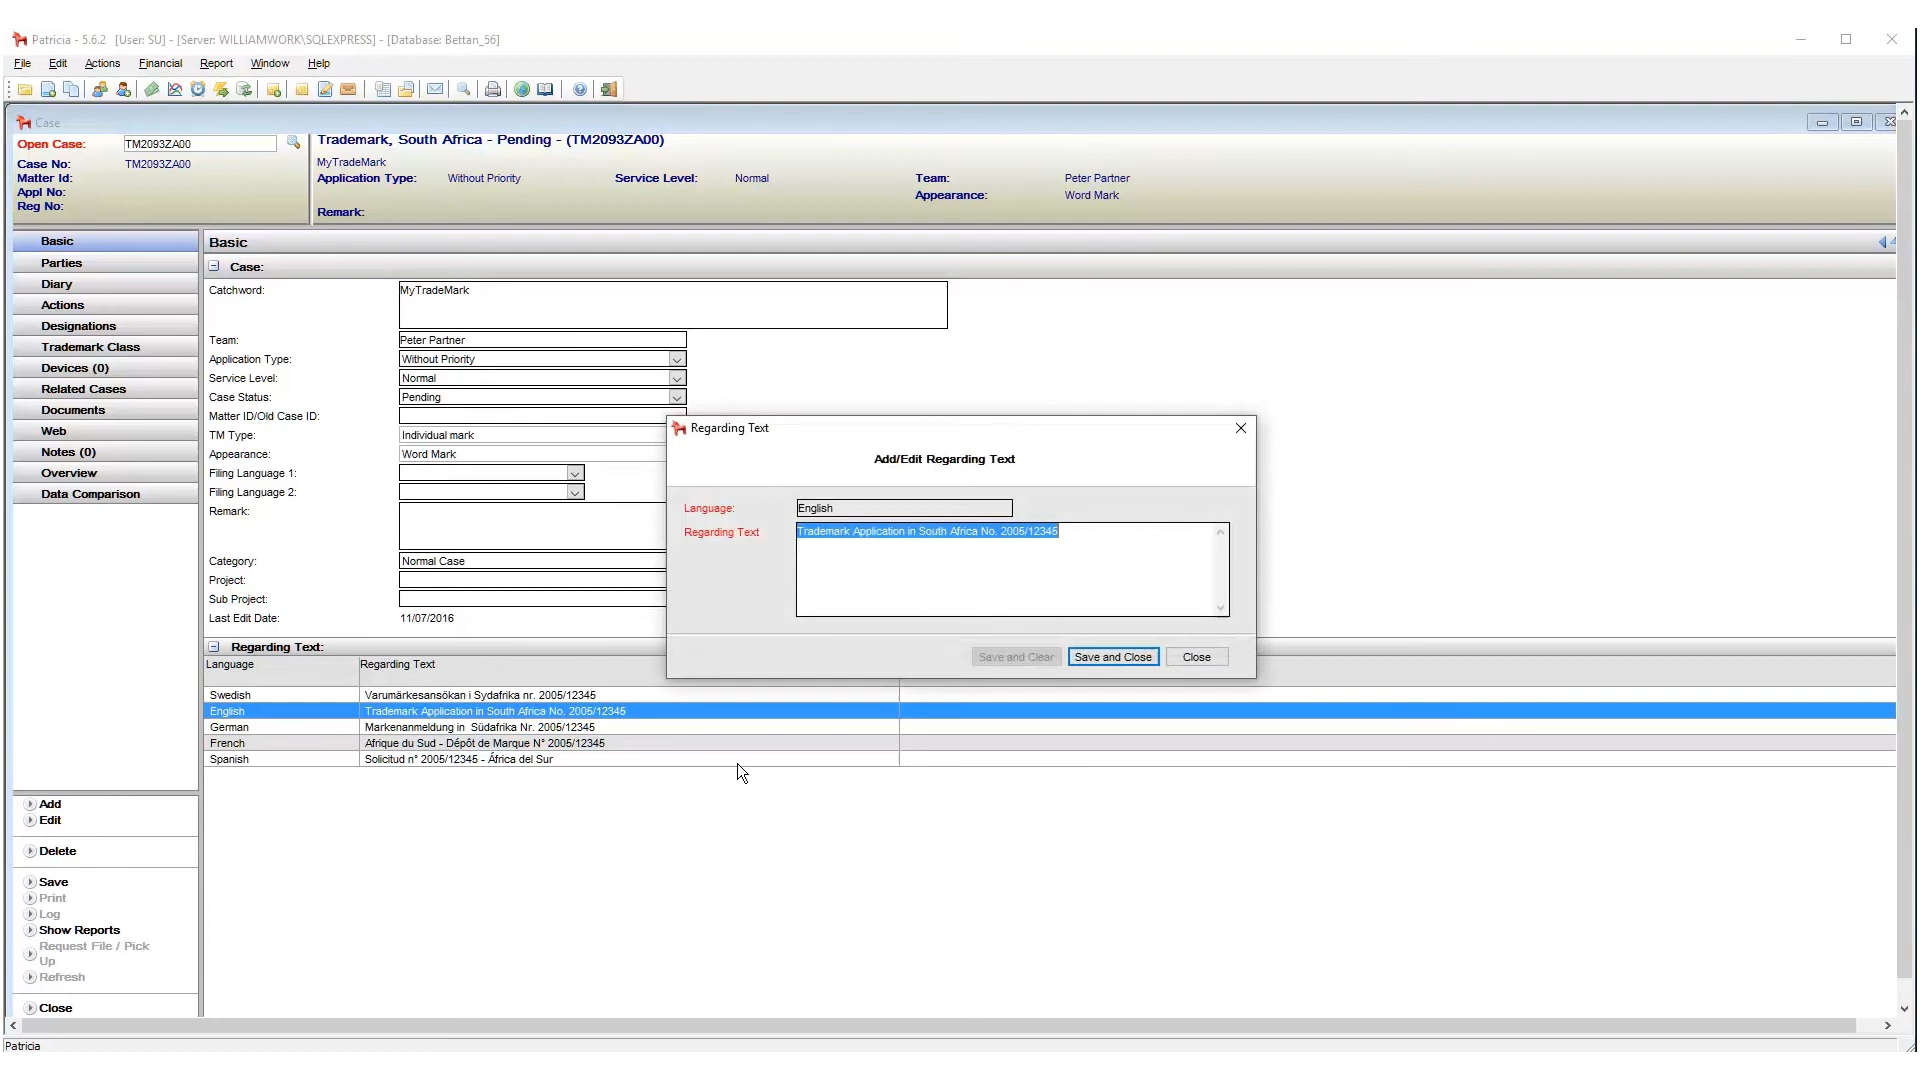 Patricia - 5.6.2 [User: SU] - [Server: WILLIAMWORK\SQLEXPRESS] - [Database: Bettan_56]
File Edit Actions Financial Report Window Help
Case
Open Case: TM2093ZA00
Case No: TM2093ZA00
Matter Id:
Appl No:
Reg No:
Trademark, South Africa - Pending - (TM2093ZA00)
MyTradeMark
Application Type: Without Priority Service Level: Normal Team: Peter Partner
Appearance: Word Mark
Remark:
Basic
Parties
Diary
Actions
Designations
Trademark Class
Devices (0)
Related Cases
Documents
Web
Notes (0)
Overview
Data Comparison
Basic
Case:
Catchword: MyTradeMark
Team: Peter Partner
Application Type: Without Priority
Service Level: Normal
Case Status: Pending
Matter ID/Old Case ID:
TM Type: Individual mark
Appearance: Word Mark
Filing Language 1:
Filing Language 2:
Remark:
Category: Normal Case
Project:
Sub Project:
Last Edit Date: 11/07/2016
Regarding Text
Add/Edit Regarding Text
Language: English
Regarding Text Trademark Application in South Africa No. 2005/12345
Save and Clear Save and Close Close
Regarding Text:
Language Regarding Text
Swedish Varumärkesansökan i Sydafrika nr. 2005/12345
English Trademark Application in South Africa No. 2005/12345
German Markenanmeldung in Südafrika Nr. 2005/12345
French Afrique du Sud - Dépôt de Marque N° 2005/12345
Spanish Solicitud n° 2005/12345 - África del Sur
Add
Edit
Delete
Save
Print
Log
Show Reports
Request File / Pick
Up
Refresh
Close
Patricia